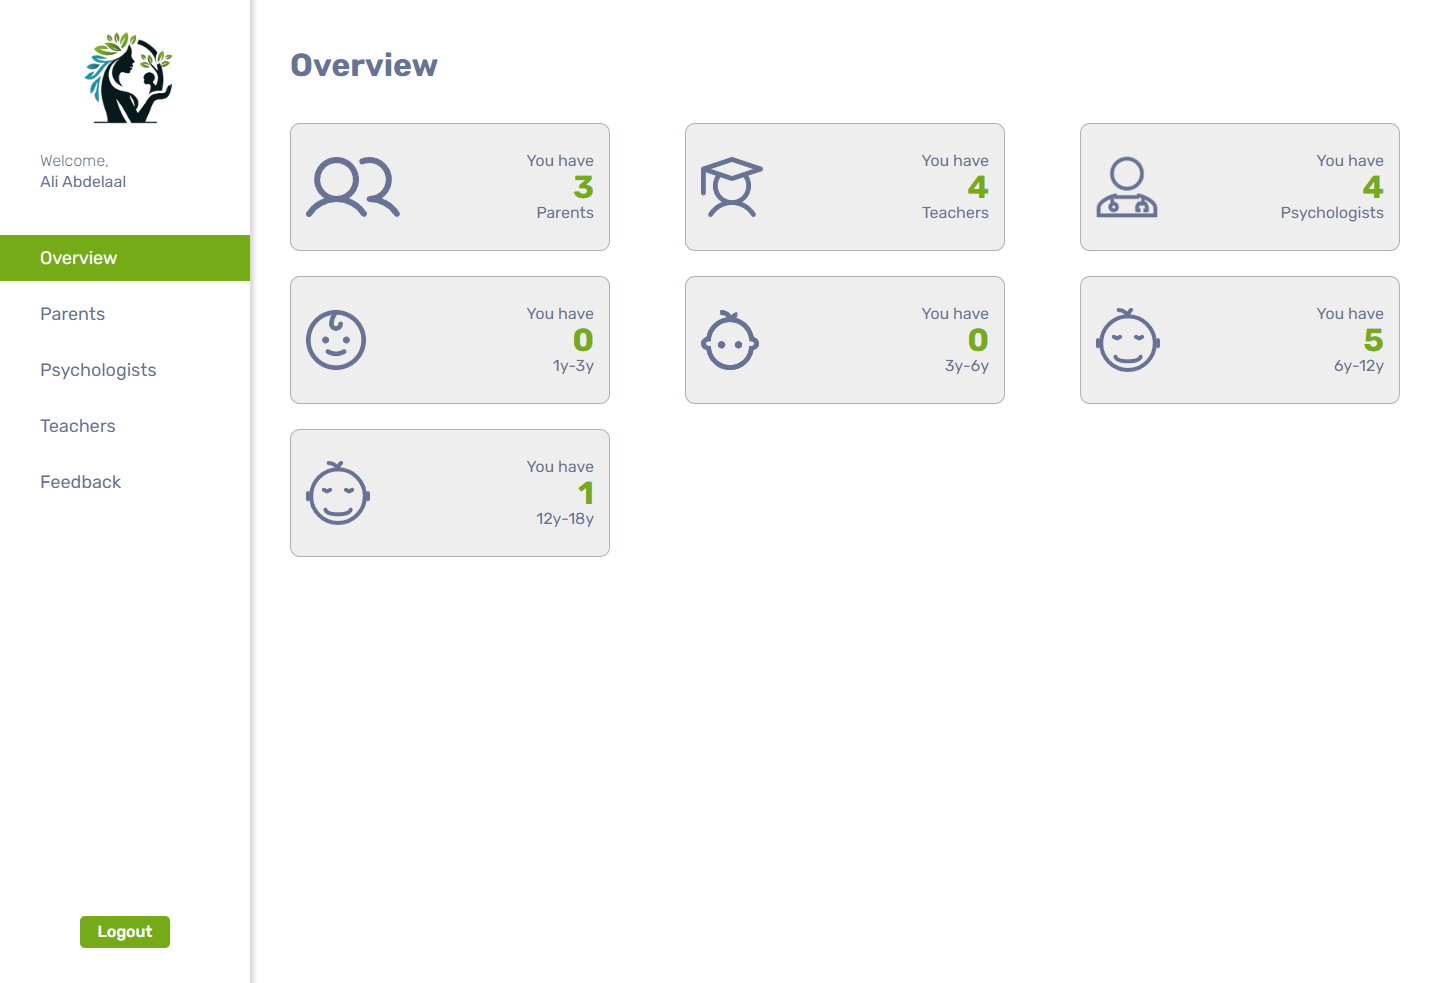 Welcome,
Ali Abdelaal
Overview
Parents
Psychologists
Teachers
Feedback
Logout
Overview
You have
3
Parents
You have
4
Teachers
You have
4
Psychologists
You have
0
1y-3y
You have
0
3y-6y
You have
5
6y-12y
You have
1
12y-18y